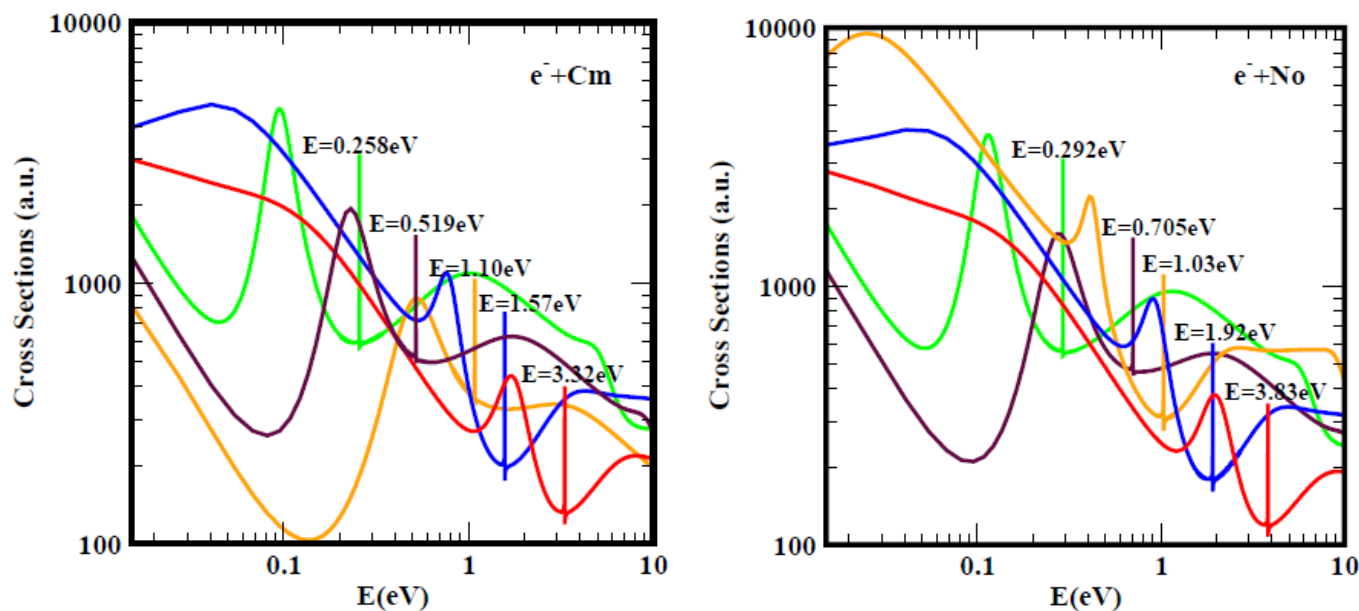 10000
e⁻+Cm
E=0.258eV
E=0.519eV
1000
E=1.10eV
E=1.57eV
E=3.32eV
100
0.1
1
10
E(eV)
Cross Sections (a.u.)
10000
e⁻+No
E=0.292eV
E=0.705eV
E=1.03eV
1000
E=1.92eV
E=3.83eV
100
0.1
1
10
E(eV)
Cross Sections (a.u.)